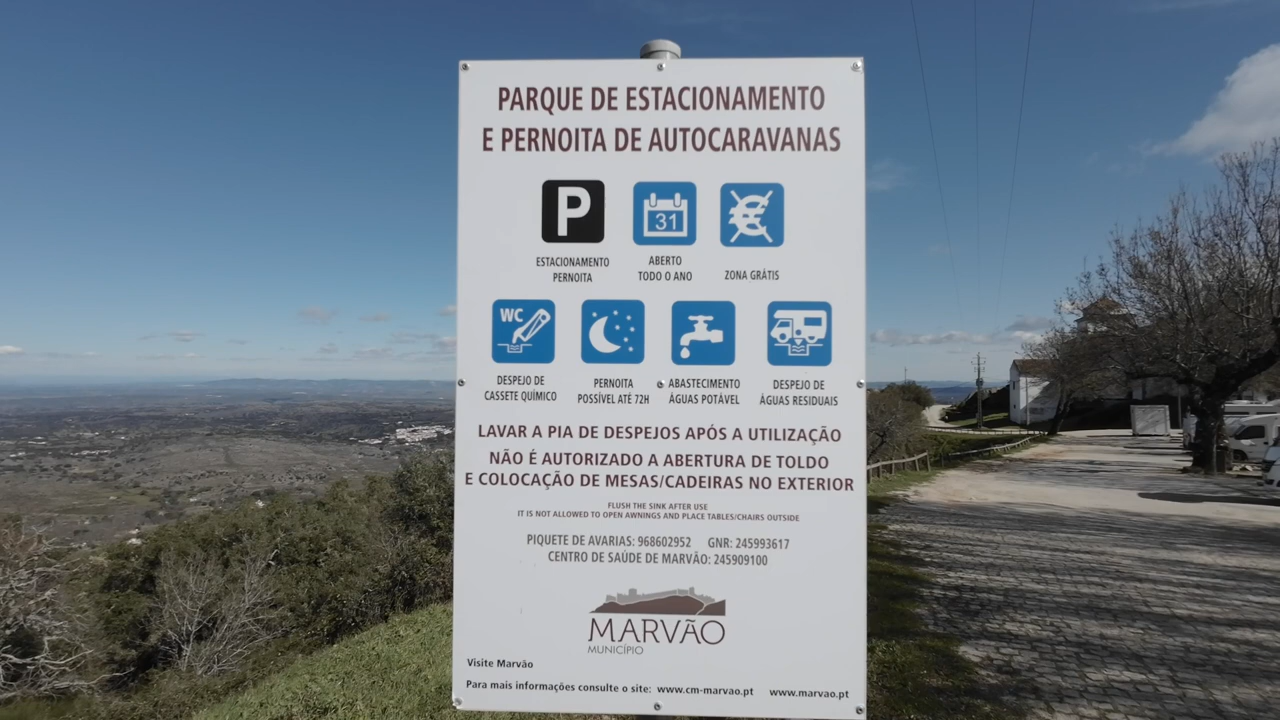 PARQUE DE ESTACIONAMENTO
E PERNOITA DE AUTOCARAVANAS
P
31
ESTACIONAMENTO
PERNOITA
ABERTO
TODO O ANO
ZONA GRÁTIS
WC
DESPEJO DE
CASSETE QUÍMICO
PERNOITA
POSSÍVEL ATÉ 72H
ABASTECIMENTO
ÁGUAS POTÁVEL
DESPEJO DE
ÁGUAS RESIDUAIS
LAVAR A PIA DE DESPEJOS APÓS A UTILIZAÇÃO
NÃO É AUTORIZADO A ABERTURA DE TOLDO
E COLOCAÇÃO DE MESAS/CADEIRAS NO EXTERIOR
FLUSH THE SINK AFTER USE
IT IS NOT ALLOWED TO OPEN AWNINGS AND PLACE TABLES/CHAIRS OUTSIDE
PIQUETE DE AVARIAS: 968602952 GNR: 245993617
CENTRO DE SAÚDE DE MARVÃO: 245909100
MARVÃO
MUNICÍPIO
Visite Marvão
Para mais informações consulte o site: www.cm-marvao.pt www.marvao.pt